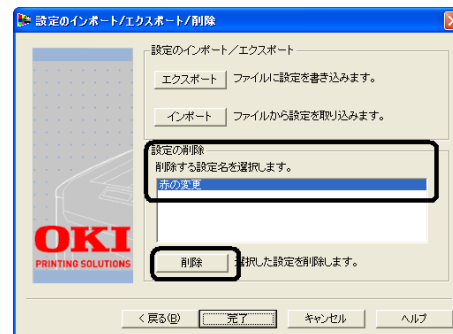 設定のインポート/エクスポート/削除
設定のインポート／エクスポート
エクスポート ファイルに設定を書き込みます。
インポート ファイルから設定を取り込みます。
設定の削除
削除する設定名を選択します。
赤の変更
削除 選択した設定を削除します。
OKI
PRINTING SOLUTIONS
< 戻る(B) 完了 キャンセル ヘルプ